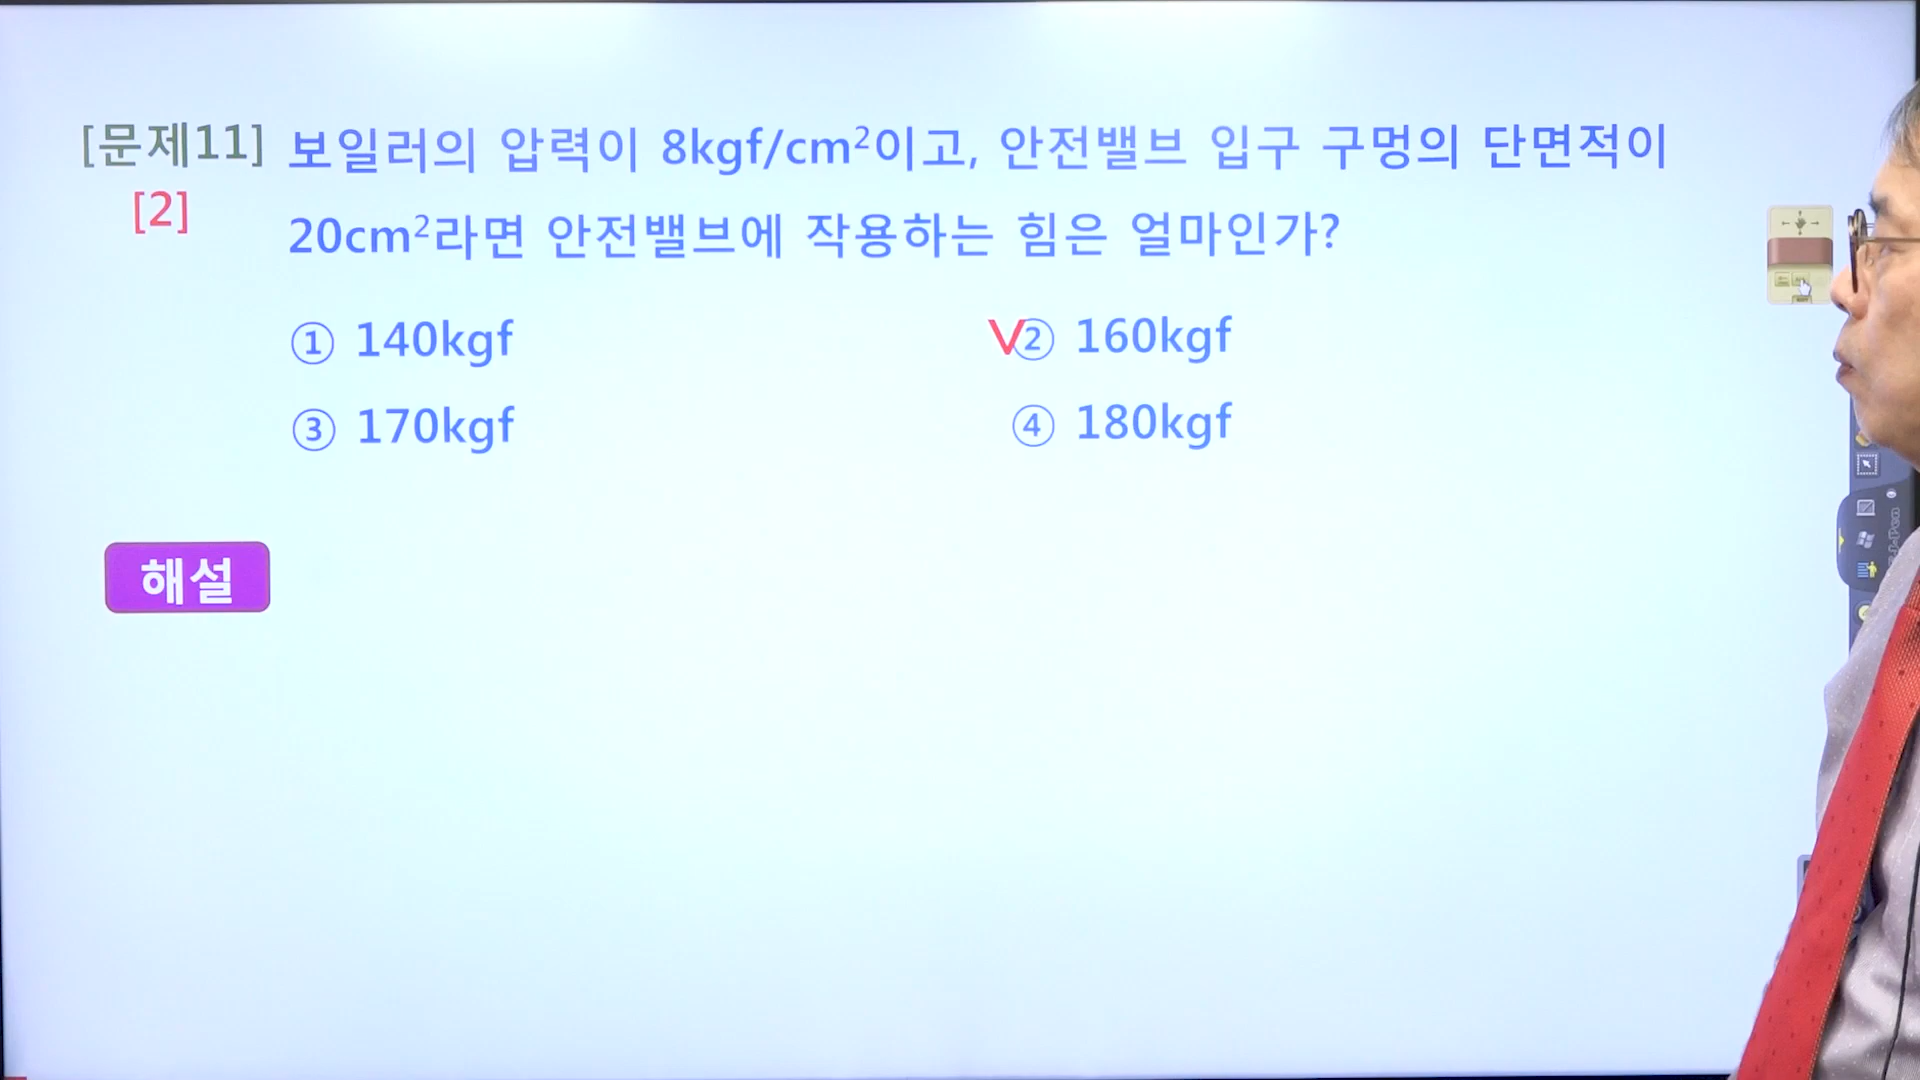 [문제11] 보일러의 압력이 8kgf/cm²이고, 안전밸브 입구 구멍의 단면적이
[2] 20cm²라면 안전밸브에 작용하는 힘은 얼마인가?
① 140kgf V② 160kgf
③ 170kgf ④ 180kgf
해설